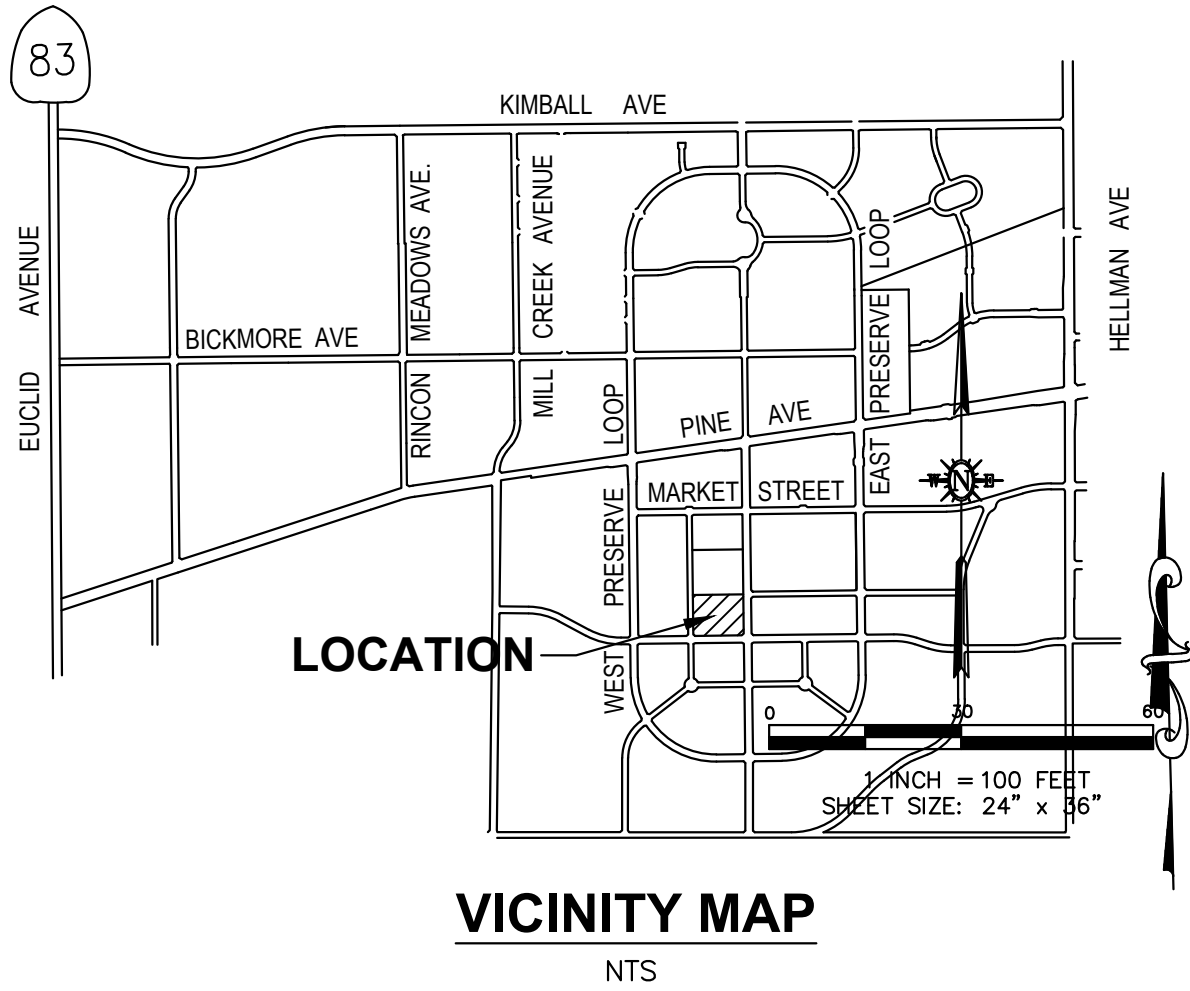 83
KIMBALL AVE
EUCLID AVENUE
BICKMORE AVE
RINCON MEADOWS AVE.
MILL CREEK AVENUE
WEST PRESERVE LOOP
EAST PRESERVE LOOP
HELLMAN AVE
PINE AVE
MARKET STREET
W N E
LOCATION
0 30 60
1 INCH = 100 FEET
SHEET SIZE: 24" x 36"
VICINITY MAP
NTS